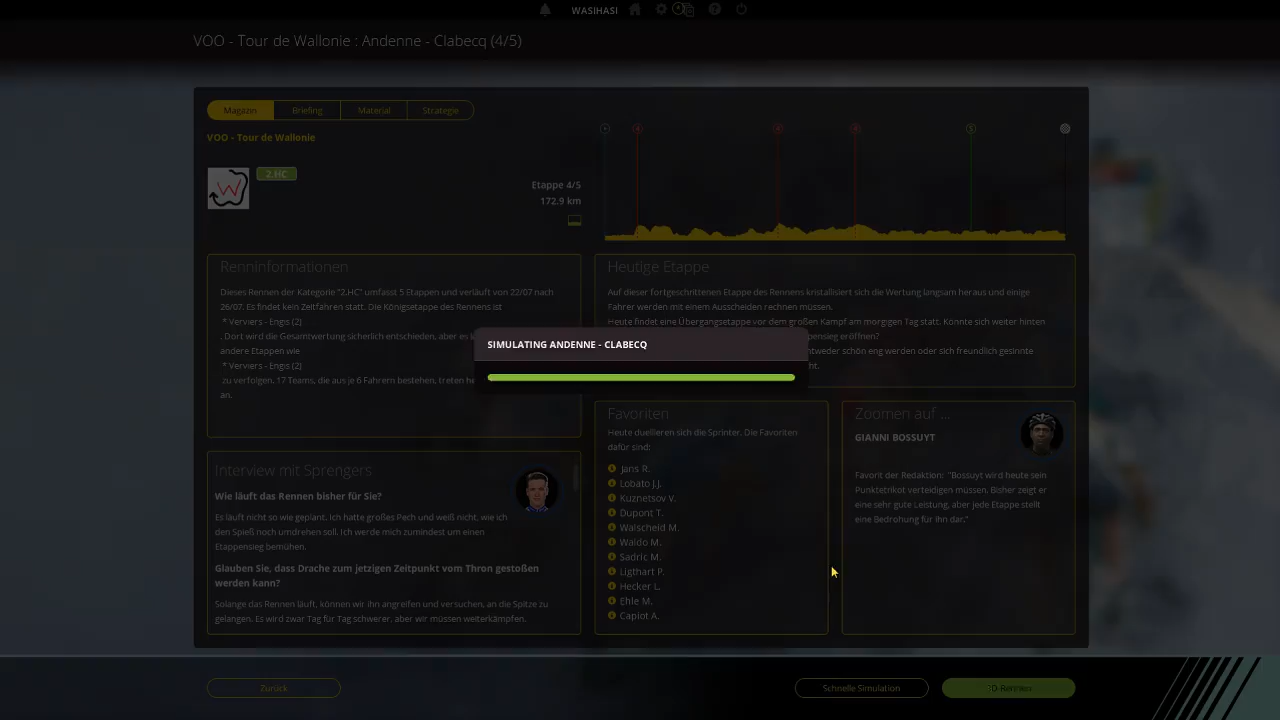 WASIHASI
VOO - Tour de Wallonie : Andenne - Clabecq (4/5)
Magazin
Briefing
Material
Strategie
VOO - Tour de Wallonie
2.HC
Etappe 4/5
172.9 km
Renninformationen
Dieses Rennen der Kategorie "2.HC" umfasst 5 Etappen und verläuft von 22/07 nach
26/07. Es findet kein Zeitfahren statt. Die Königsetappe des Rennens ist
* Verviers - Engis (2)
. Dort wird die Gesamtwertung sicherlich entschieden, aber es
andere Etappen wie
* Verviers - Engis (2)
zu verfolgen. 17 Teams, die aus je 6 Fahrern bestehen, treten
an.
Heutige Etappe
Auf dieser fortgeschrittenen Etappe des Rennens kristallisiert sich die Wertung langsam heraus und einige
Fahrer werden mit einem Ausscheiden rechnen müssen.
Heute findet eine Übergangsetappe vor dem großen Kampf am morgigen Tag statt. Könnte sich weiter hinten
eröffnen?
entweder schön eng werden oder sich freundlich gesinnte
SIMULATING ANDENNE - CLABECQ
Interview mit Sprengers
Wie läuft das Rennen bisher für Sie?
Es läuft nicht so wie geplant. Ich hatte großes Pech und weiß nicht, wie ich
den Spieß noch umdrehen soll. Ich werde mich zumindest um einen
Etappensieg bemühen.
Glauben Sie, dass Drache zum jetzigen Zeitpunkt vom Thron gestoßen
werden kann?
Solange das Rennen läuft, können wir ihn angreifen und versuchen, an die Spitze zu
gelangen. Es wird zwar Tag für Tag schwerer, aber wir müssen weiterkämpfen.
Favoriten
Heute duellieren sich die Sprinter. Die Favoriten
dafür sind:
Jans R.
Lobato J.J.
Kuznetsov V.
Dupont T.
Walscheid M.
Waldo M.
Sadric M.
Ligthart P.
Hecker L.
Ehle M.
Capiot A.
Zoomen auf ...
GIANNI BOSSUYT
Favorit der Redaktion: "Bossuyt wird heute sein
Punktetrikot verteidigen müssen. Bisher zeigt er
eine sehr gute Leistung, aber jede Etappe stellt
eine Bedrohung für ihn dar."
Zurück
Schnelle Simulation
3D-Rennen